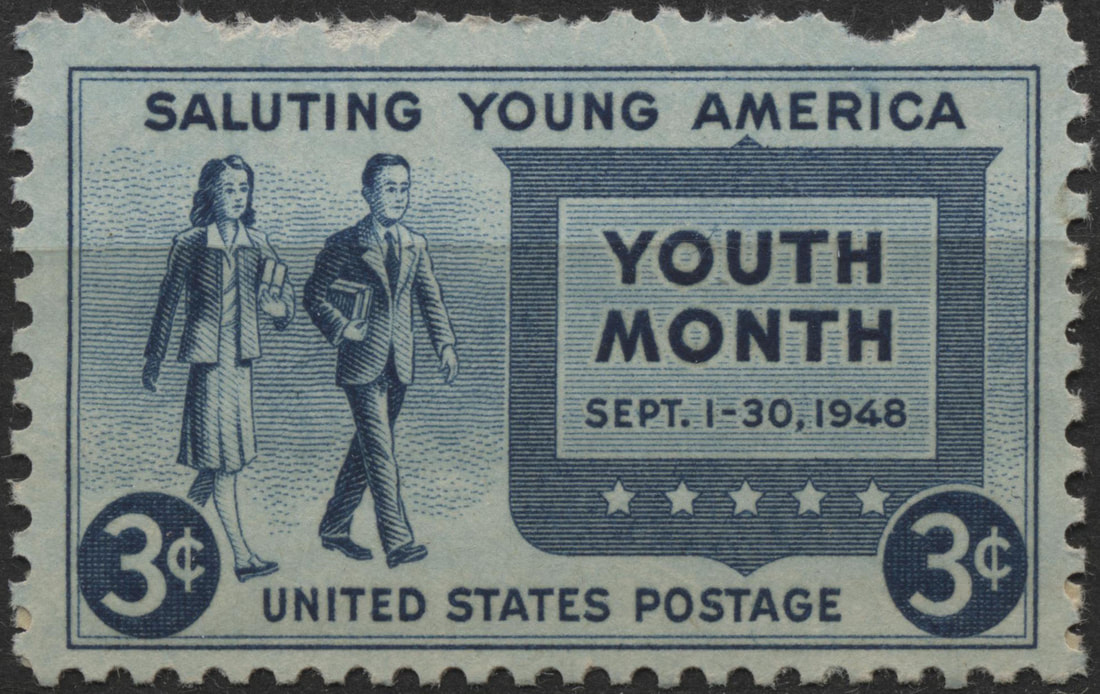 SALUTING YOUNG AMERICA
YOUTH
MONTH
SEPT. 1-30, 1948
3¢
3¢
UNITED STATES POSTAGE